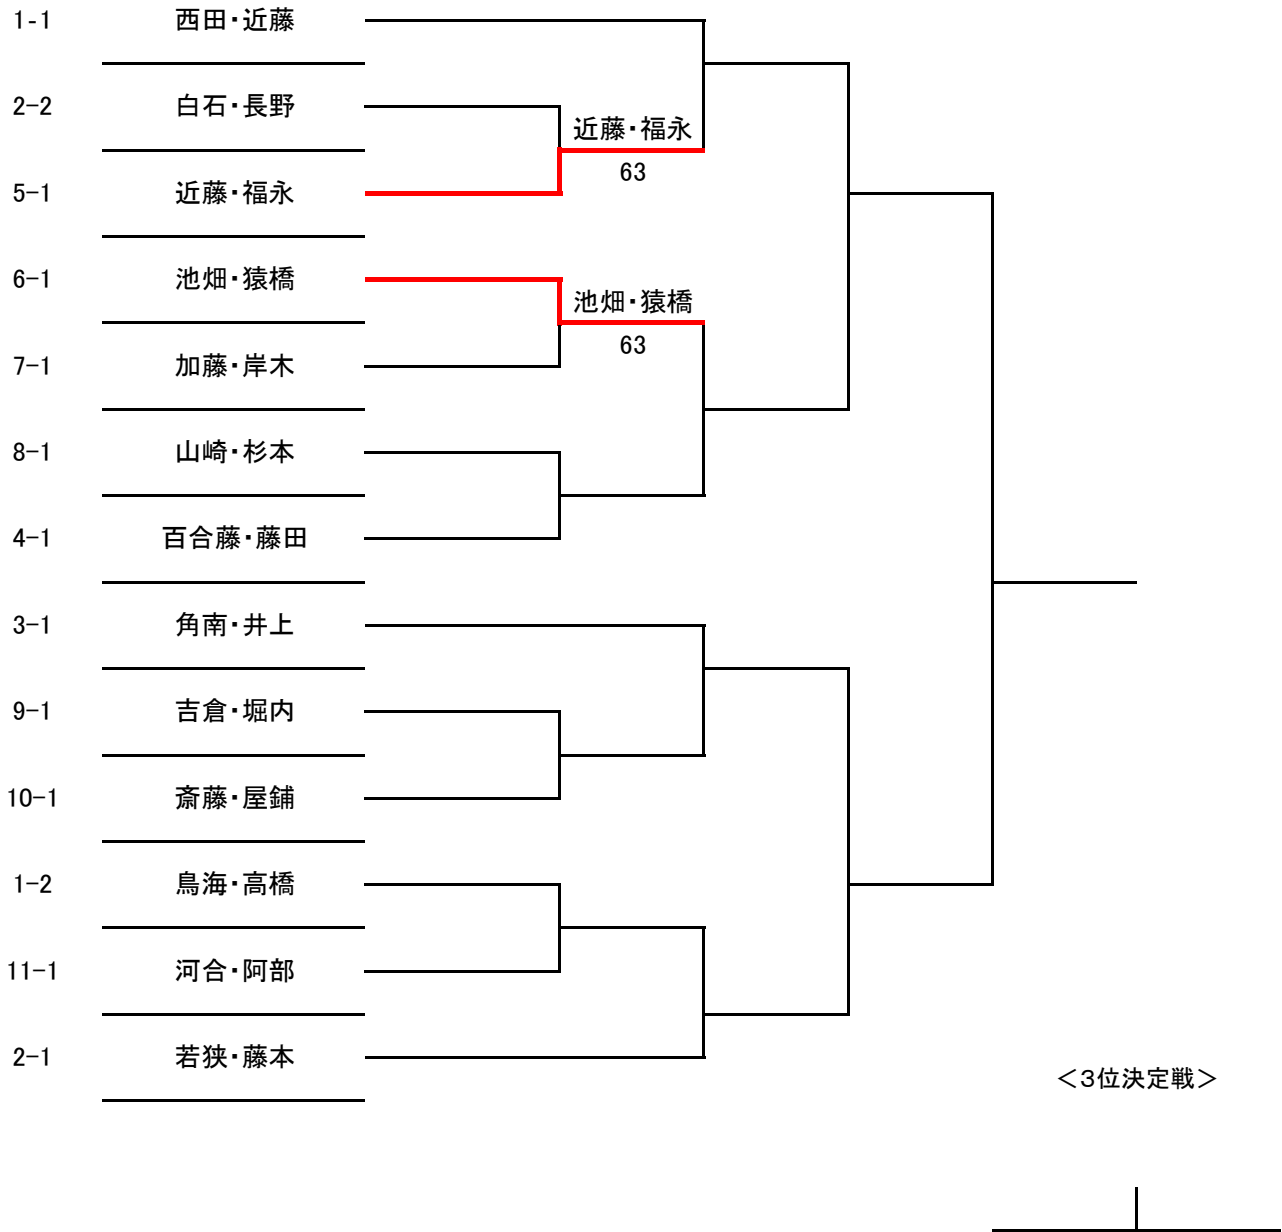 1-1 西田・近藤
2-2 白石・長野
近藤・福永
63
5-1 近藤・福永
6-1 池畑・猿橋
池畑・猿橋
63
7-1 加藤・岸木
8-1 山崎・杉本
4-1 百合藤・藤田
3-1 角南・井上
9-1 吉倉・堀内
10-1 斎藤・屋鋪
1-2 鳥海・高橋
11-1 河合・阿部
2-1 若狭・藤本
＜3位決定戦＞